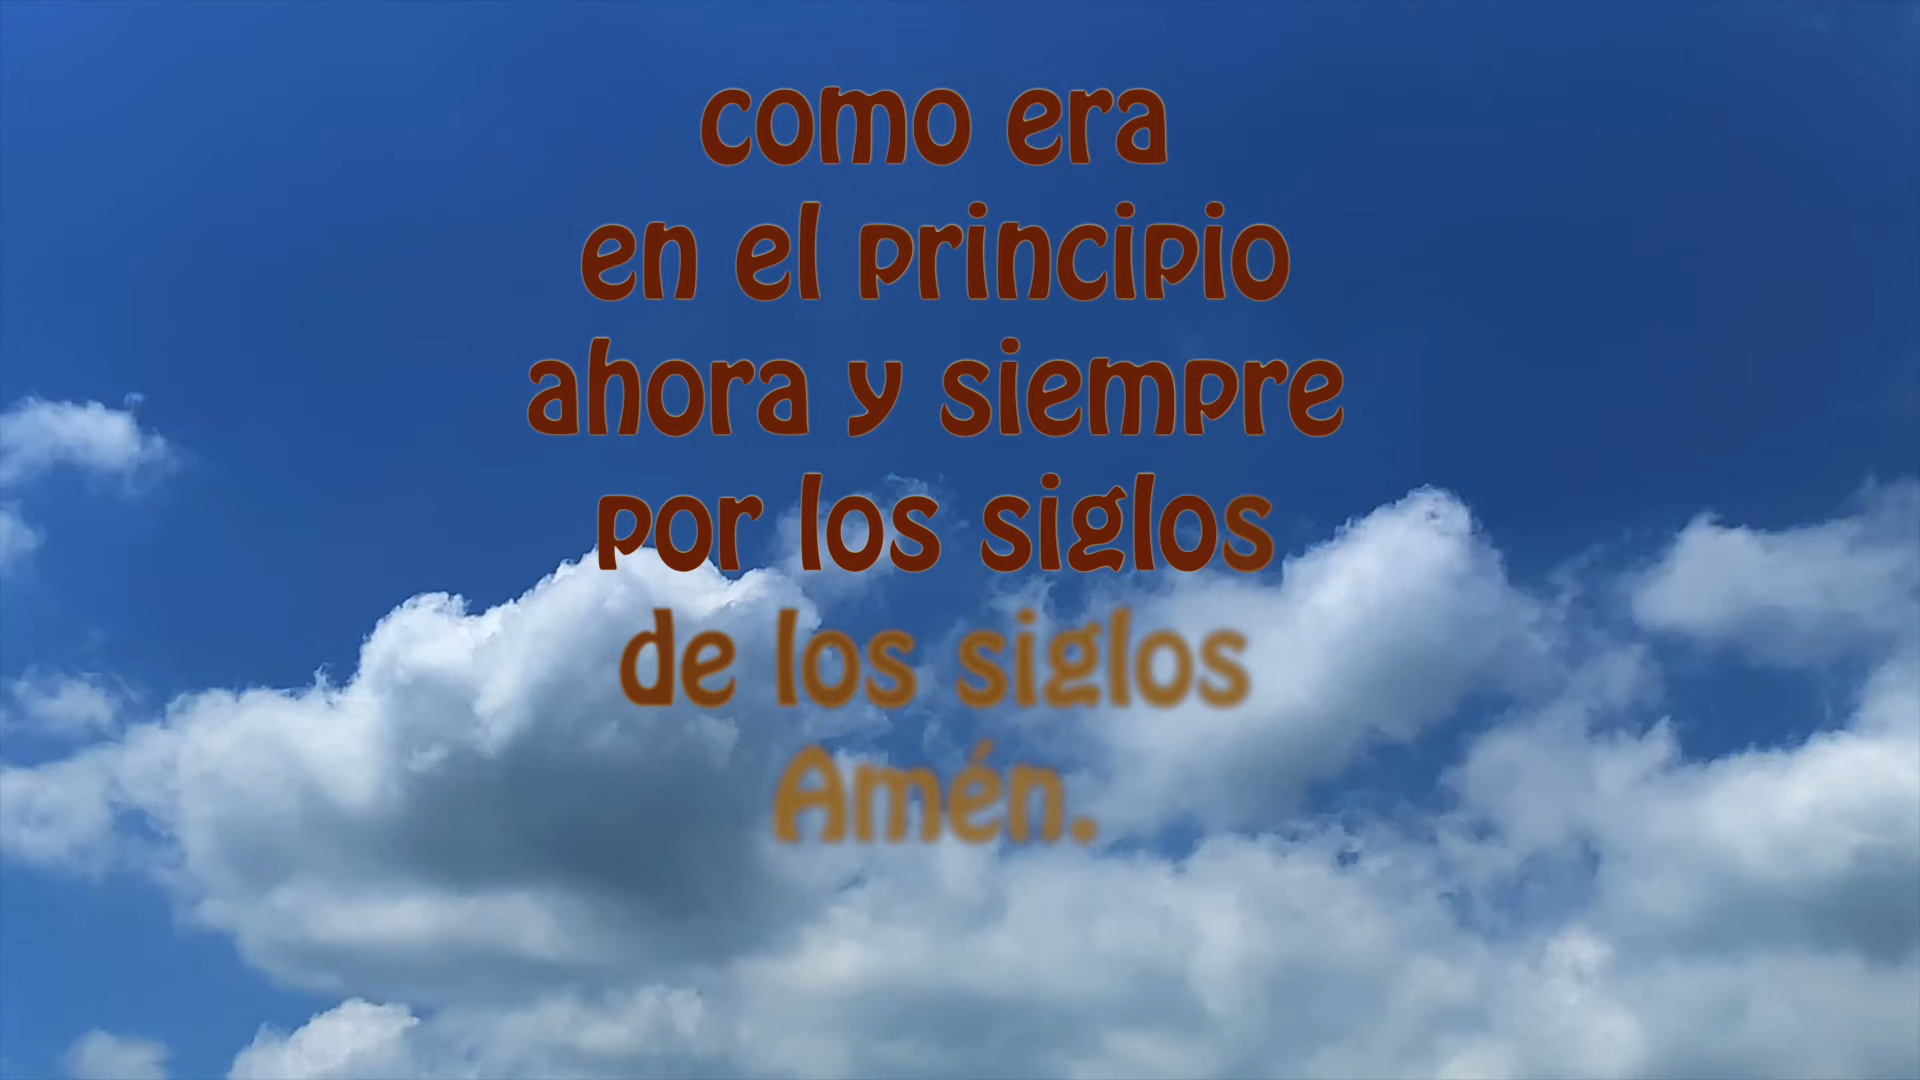 como era
en el principio
ahora y siempre
por los siglos
de los siglos
Amén.